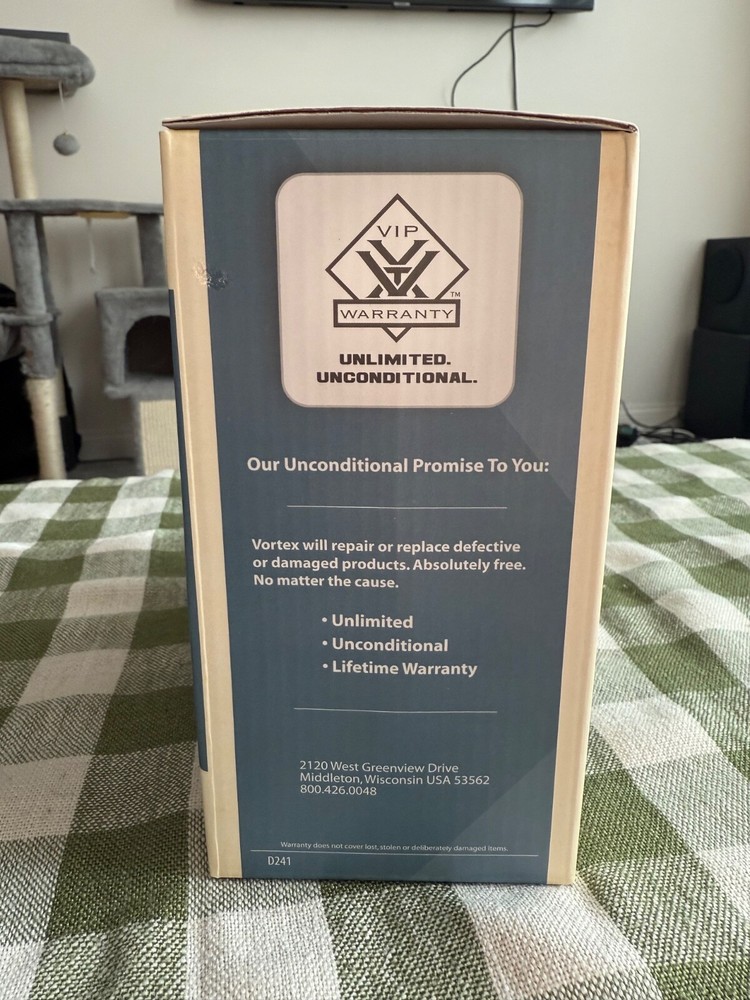 VIP
WARRANTY™
UNLIMITED.
UNCONDITIONAL.
Our Unconditional Promise To You:
Vortex will repair or replace defective
or damaged products. Absolutely free.
No matter the cause.
• Unlimited
• Unconditional
• Lifetime Warranty
2120 West Greenview Drive
Middleton, Wisconsin USA 53562
800.426.0048
Warranty does not cover lost, stolen or deliberately damaged items.
D241